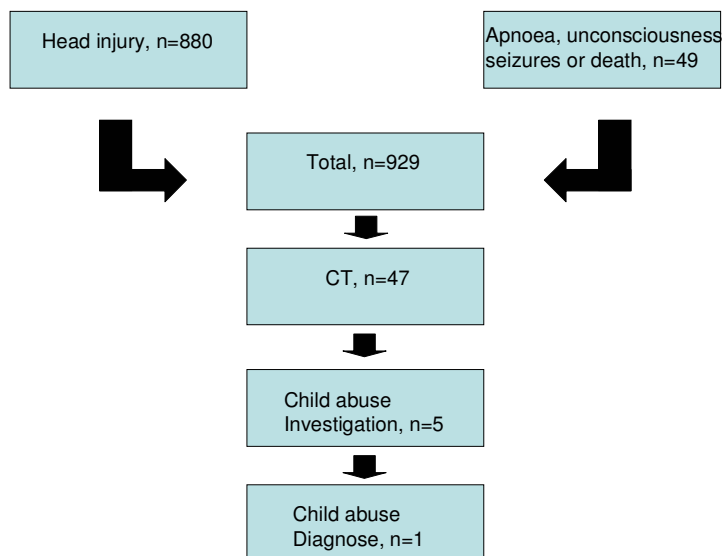 Head injury, n=880
Apnoea, unconsciousness
seizures or death, n=49
Total, n=929
CT, n=47
Child abuse
Investigation, n=5
Child abuse
Diagnose, n=1